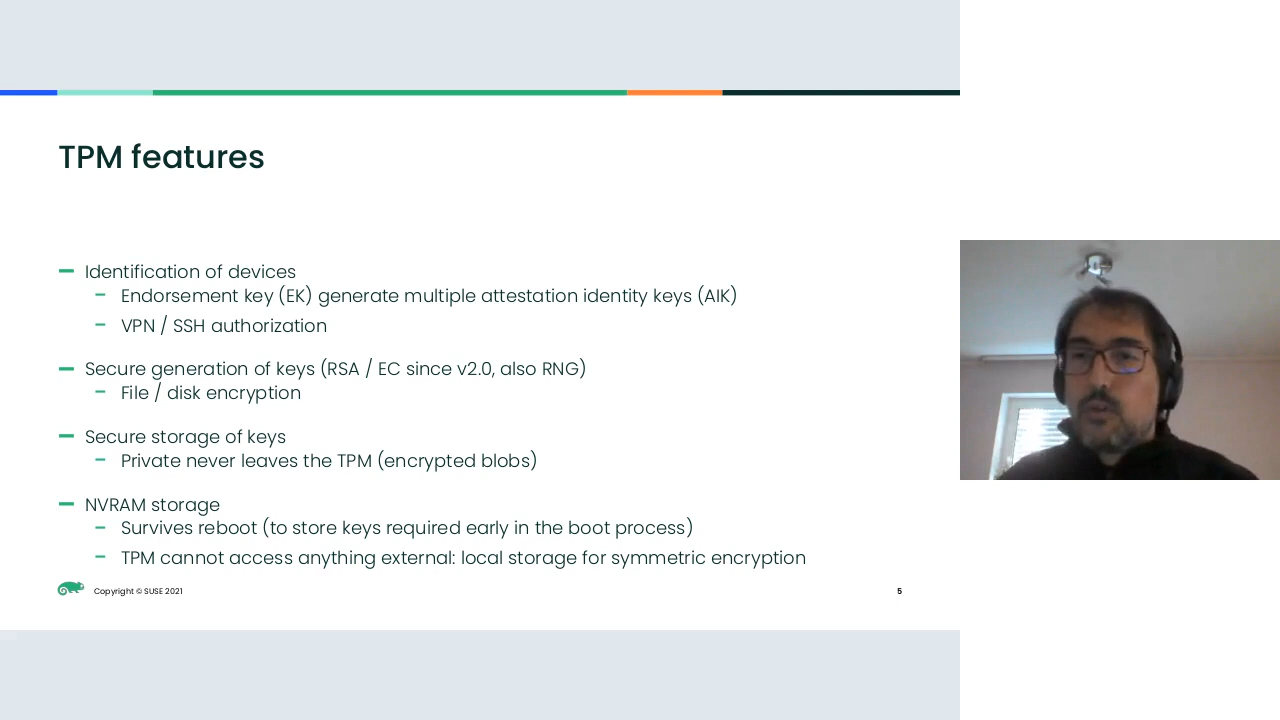 TPM features
Identification of devices
Endorsement key (EK) generate multiple attestation identity keys (AIK)
VPN / SSH authorization
Secure generation of keys (RSA / EC since v2.0, also RNG)
File / disk encryption
Secure storage of keys
Private never leaves the TPM (encrypted blobs)
NVRAM storage
Survives reboot (to store keys required early in the boot process)
TPM cannot access anything external: local storage for symmetric encryption
Copyright © SUSE 2021
5